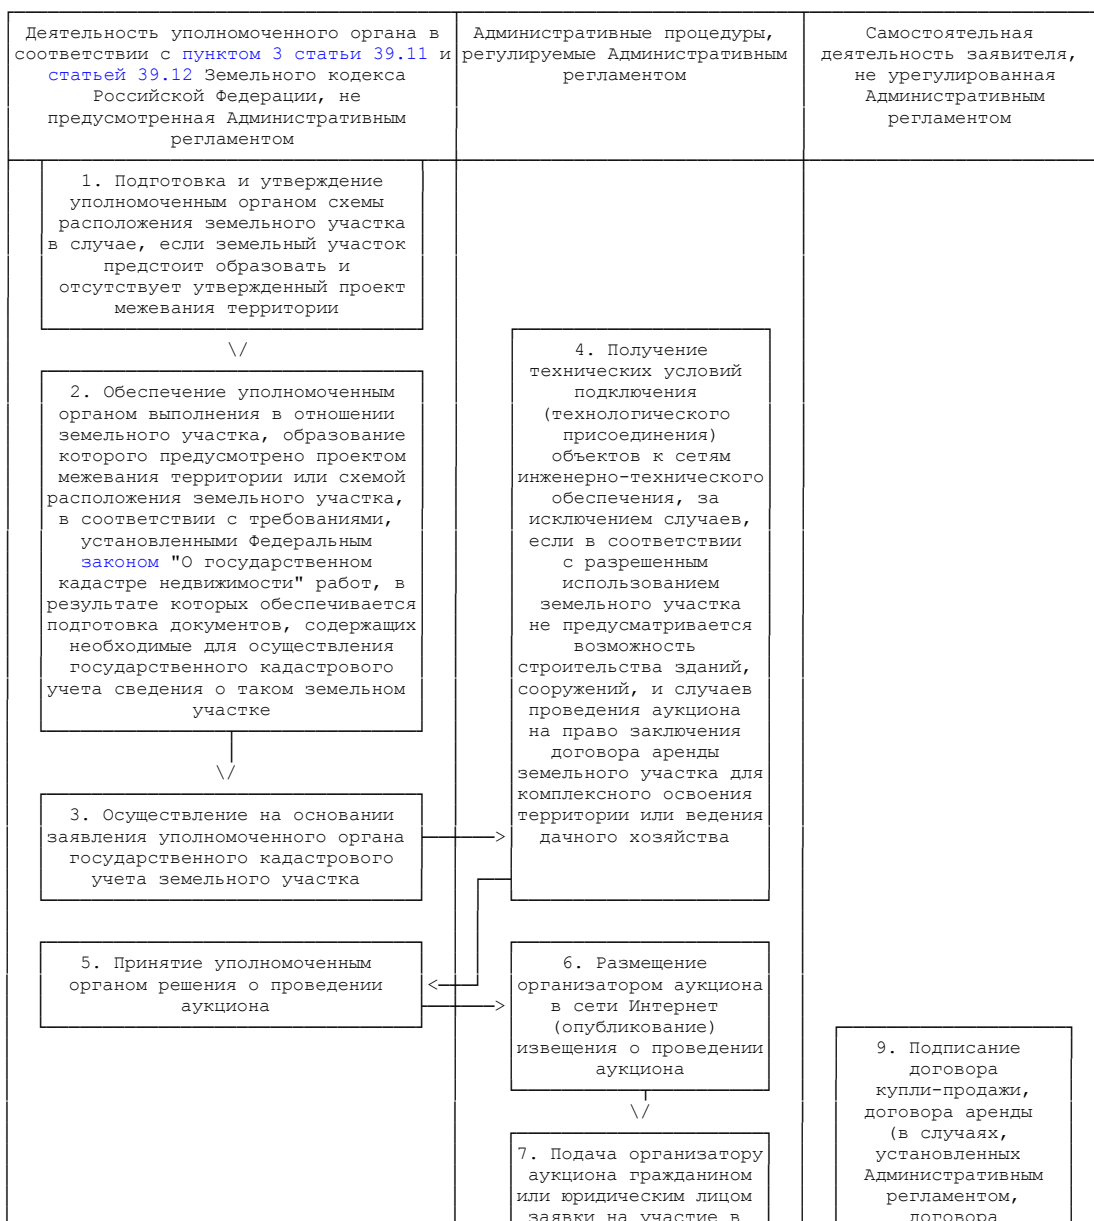 Деятельность уполномоченного органа в
соответствии с пунктом 3 статьи 39.11 и
статьей 39.12 Земельного кодекса
Российской Федерации, не
предусмотренная Административным
регламентом
Административные процедуры,
регулируемые Административным
регламентом
Самостоятельная
деятельность заявителя,
не урегулированная
Административным
регламентом
1. Подготовка и утверждение
уполномоченным органом схемы
расположения земельного участка
в случае, если земельный участок
предстоит образовать и
отсутствует утвержденный проект
межевания территории
\/
2. Обеспечение уполномоченным
органом выполнения в отношении
земельного участка, образование
которого предусмотрено проектом
межевания территории или схемой
расположения земельного участка,
в соответствии с требованиями,
установленными Федеральным
законом "О государственном
кадастре недвижимости" работ, в
результате которых обеспечивается
подготовка документов, содержащих
необходимые для осуществления
государственного кадастрового
учета сведения о таком земельном
участке
\/
3. Осуществление на основании
заявления уполномоченного органа
государственного кадастрового
учета земельного участка
>
4. Получение
технических условий
подключения
(технологического
присоединения)
объектов к сетям
инженерно-технического
обеспечения, за
исключением случаев,
если в соответствии
с разрешенным
использованием
земельного участка
не предусматривается
возможность
строительства зданий,
сооружений, и случаев
проведения аукциона
на право заключения
договора аренды
земельного участка для
комплексного освоения
территории или ведения
дачного хозяйства
5. Принятие уполномоченным
органом решения о проведении
аукциона
<
>
6. Размещение
организатором аукциона
в сети Интернет
(опубликование)
извещения о проведении
аукциона
\/
7. Подача организатору
аукциона гражданином
или юридическим лицом
заявки на участие в
9. Подписание
договора
купли-продажи,
договора аренды
(в случаях,
установленных
Административным
регламентом,
договора